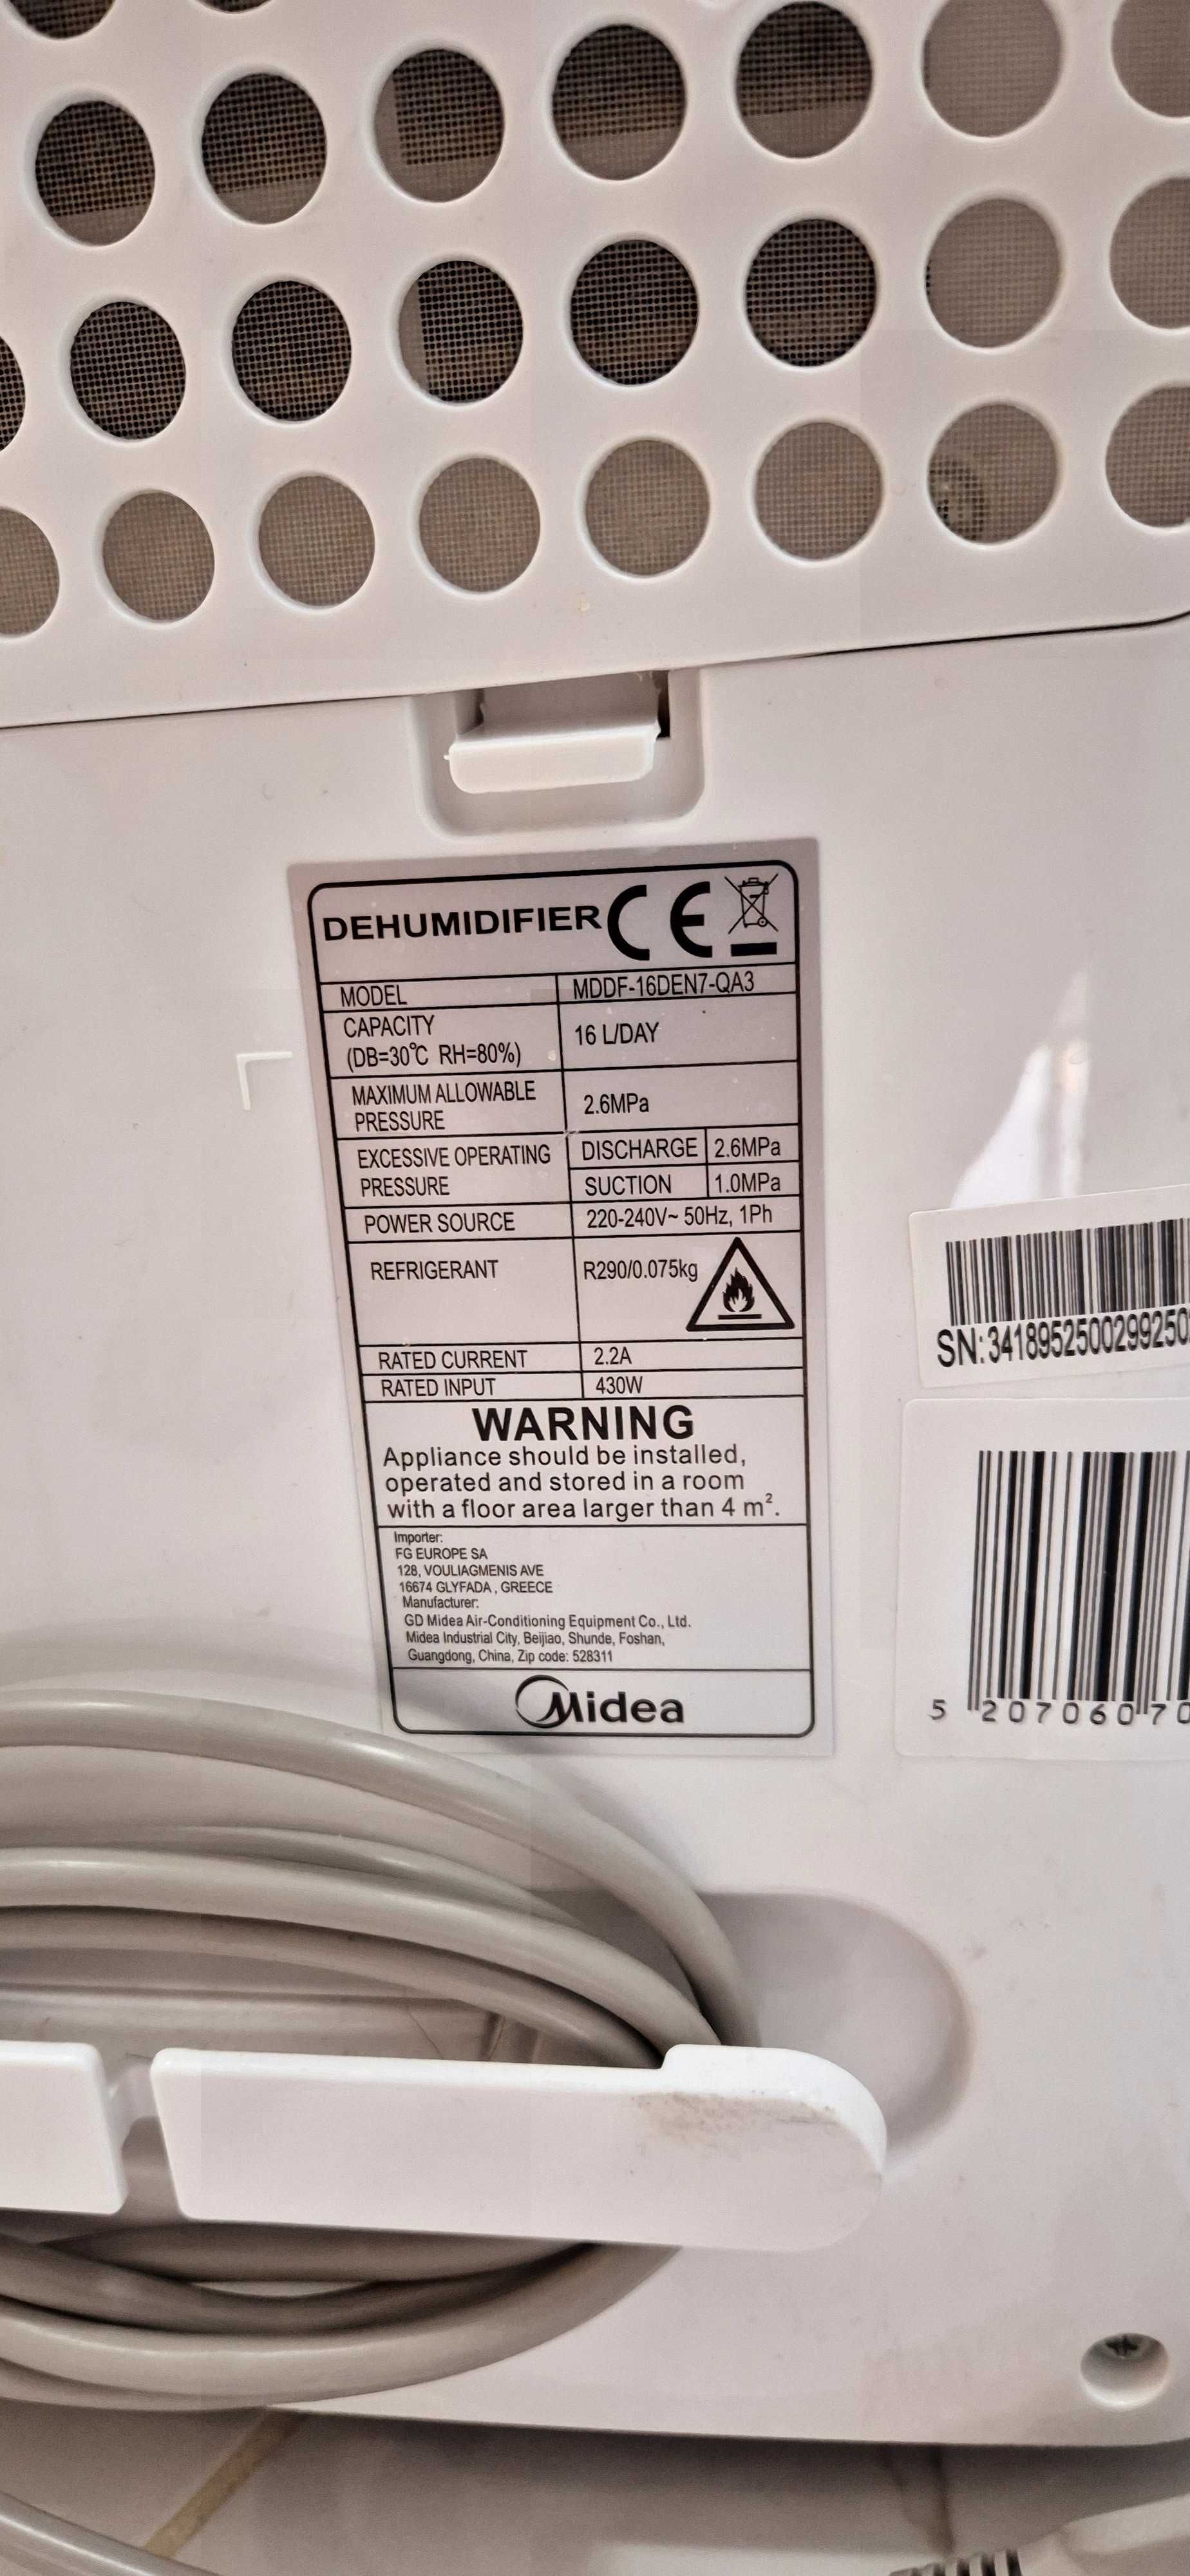 DEHUMIDIFIER CE
MODEL MDDF-16DEN7-QA3
CAPACITY
(DB=30℃ RH=80%) 16 L/DAY
MAXIMUM ALLOWABLE
PRESSURE 2.6MPa
EXCESSIVE OPERATING
PRESSURE
DISCHARGE 2.6MPa
SUCTION 1.0MPa
POWER SOURCE 220-240V~ 50Hz, 1Ph
REFRIGERANT R290/0.075kg
RATED CURRENT 2.2A
RATED INPUT 430W
WARNING
Appliance should be installed,
operated and stored in a room
with a floor area larger than 4 m².
Importer:
FG EUROPE SA
128, VOULIAGMENIS AVE
16674 GLYFADA , GREECE
Manufacturer:
GD Midea Air-Conditioning Equipment Co., Ltd.
Midea Industrial City, Beijiao, Shunde, Foshan,
Guangdong, China, Zip code: 528311
Midea
SN:3418952500299250
5 207060 70